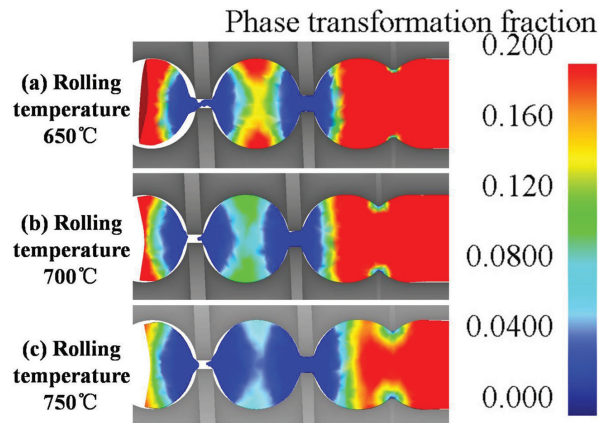 Phase transformation fraction
(a) Rolling
temperature
650℃
(b) Rolling
temperature
700℃
(c) Rolling
temperature
750℃
0.200
0.160
0.120
0.0800
0.0400
0.000